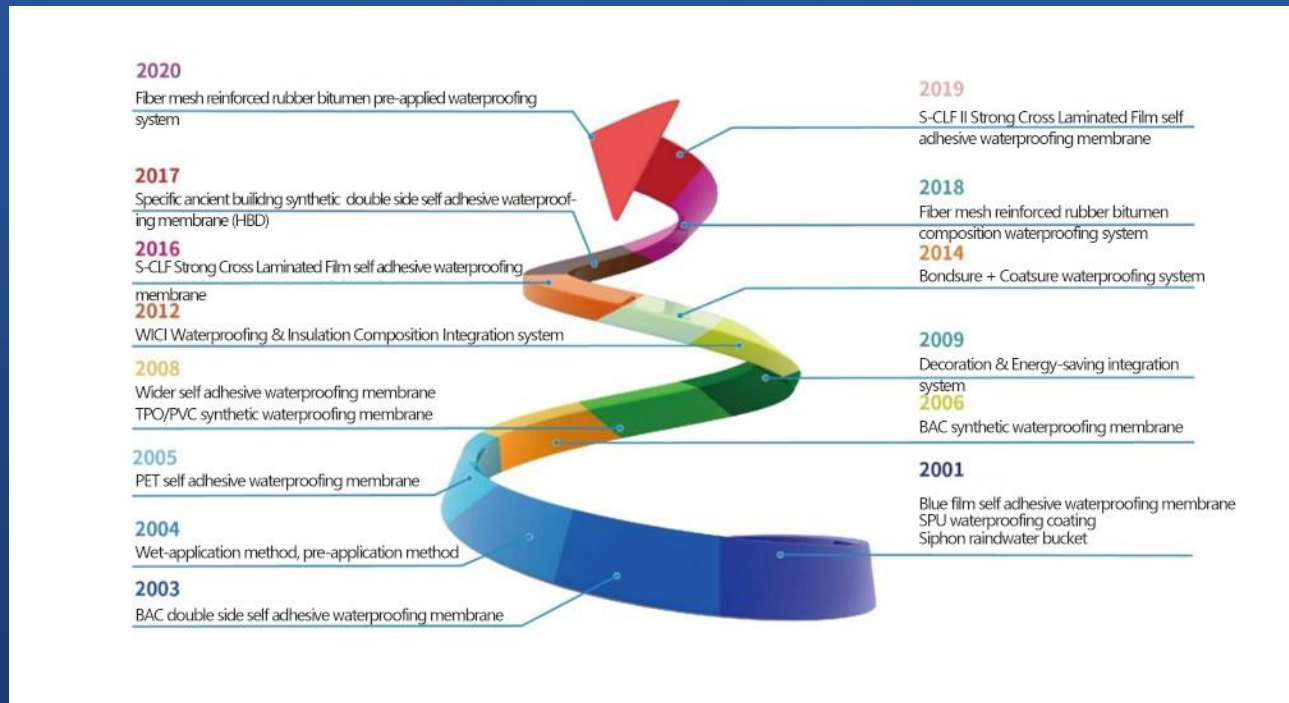 2020
Fiber mesh reinforced rubber bitumen pre-applied waterproofing
system
2017
Specific ancient builidng synthetic double side self adhesive waterproof-
ing membrane (HBD)
2016
S-CLF Strong Cross Laminated Film self adhesive waterproofing
membrane
2012
WICI Waterproofing & Insulation Composition Integration system
2008
Wider self adhesive waterproofing membrane
TPO/PVC synthetic waterproofing membrane
2005
PET self adhesive waterproofing membrane
2004
Wet-application method, pre-application method
2003
BAC double side self adhesive waterproofing membrane
2019
S-CLF II Strong Cross Laminated Film self
adhesive waterproofing membrane
2018
Fiber mesh reinforced rubber bitumen
composition waterproofing system
2014
Bondsure + Coatsure waterproofing system
2009
Decoration & Energy-saving integration
system
2006
BAC synthetic waterproofing membrane
2001
Blue film self adhesive waterproofing membrane
SPU waterproofing coating
Siphon raindwater bucket